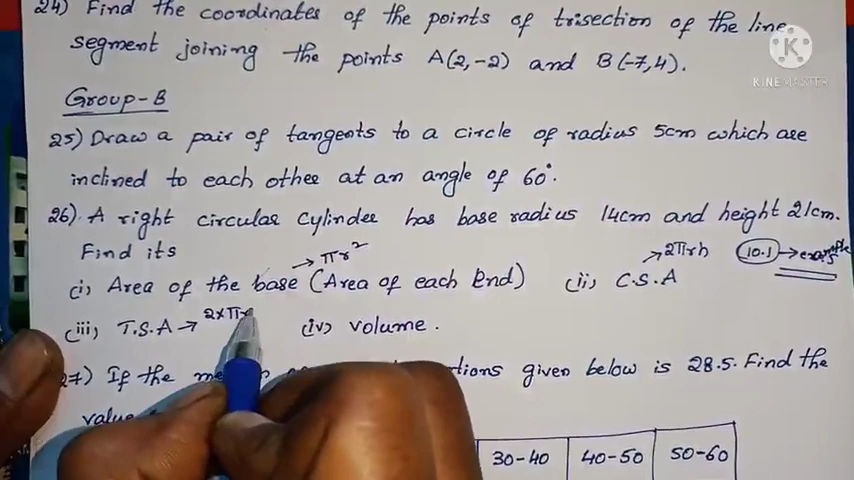 24) Find the coordinates of the points of trisection of the line
segment joining the points A(2,-2) and B(-7,4).
KINEMASTER
Group-B
25) Draw a pair of tangents to a circle of radius 5cm which are
inclined to each other at an angle of 60°.
26). A right circular cylinder has base radius 14cm and height 21cm.
Find its
→ πr²
→ 2πrh
10.1 → example
(i) Area of the base (Area of each End) (ii) C.S.A
(iii) T.S.A → 2×πr (iv) volume.
27) If the given below is 28.5. Find the
value
30-40 40-50 50-60